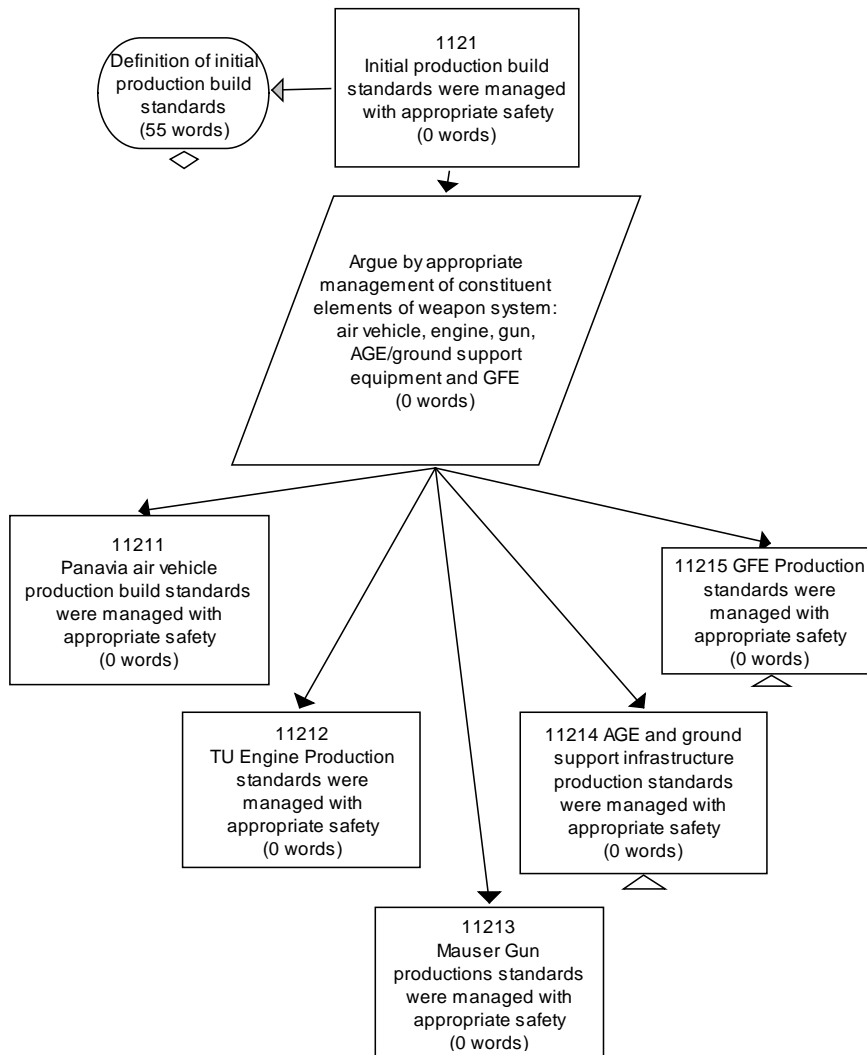 Definition of initial
production build
standards
(55 words)
1121
Initial production build
standards were managed
with appropriate safety
(0 words)
Argue by appropriate
management of constituent
elements of weapon system:
air vehicle, engine, gun,
AGE/ground support
equipment and GFE
(0 words)
11211
Panavia air vehicle
production build standards
were managed with
appropriate safety
(0 words)
11212
TU Engine Production
standards were
managed with
appropriate safety
(0 words)
11213
Mauser Gun
productions standards
were managed with
appropriate safety
(0 words)
11214 AGE and ground
support infrastructure
production standards
were managed with
appropriate safety
(0 words)
11215 GFE Production
standards were
managed with
appropriate safety
(0 words)